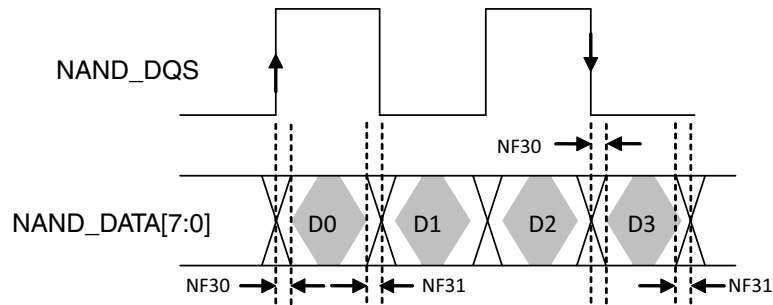 NAND_DQS
NF30
NAND_DATA[7:0]
D0
D1
D2
D3
NF30
NF31
NF31